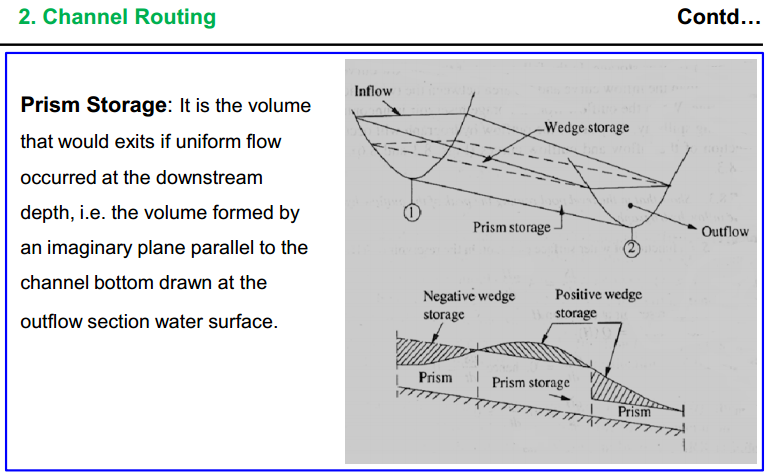 2. Channel Routing
Contd…
Prism Storage: It is the volume
that would exits if uniform flow
occurred at the downstream
depth, i.e. the volume formed by
an imaginary plane parallel to the
channel bottom drawn at the
outflow section water surface.
Inflow
Wedge storage
1
Prism storage
Outflow
2
Negative wedge
storage
Positive wedge
storage
Prism
Prism storage
Prism